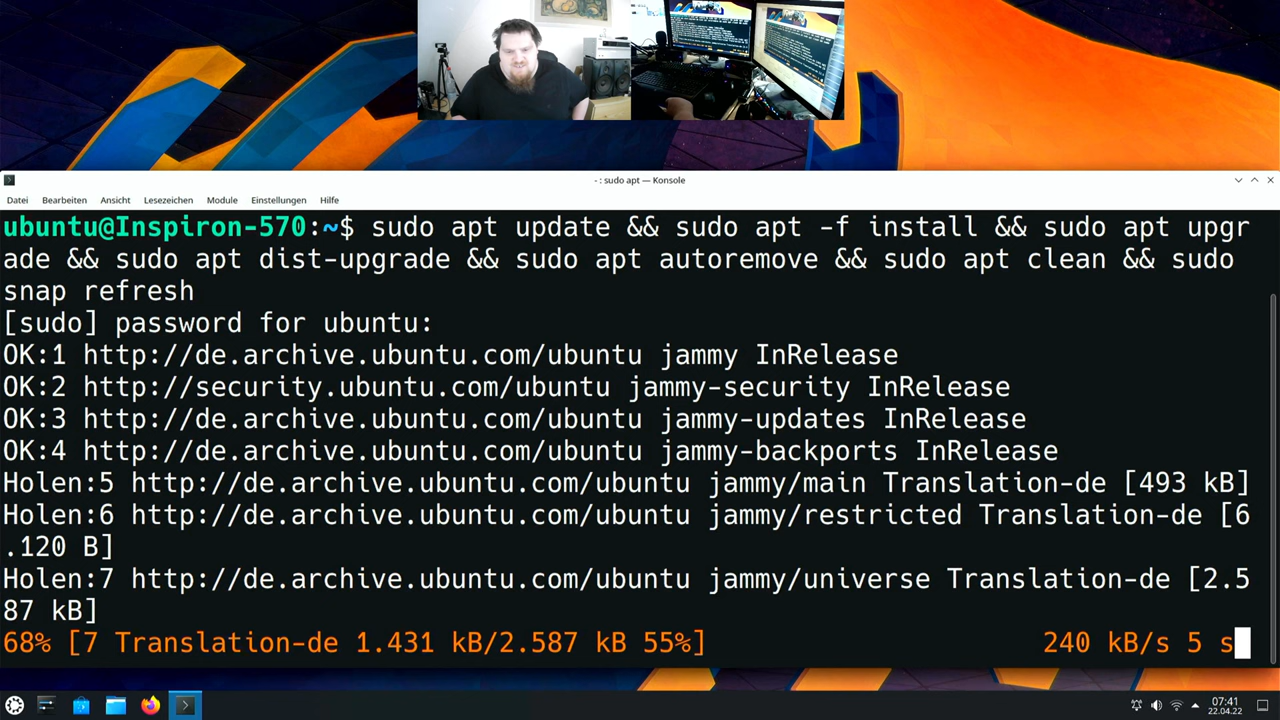 - : sudo apt — Konsole
Datei Bearbeiten Ansicht Lesezeichen Module Einstellungen Hilfe
ubuntu@Inspiron-570:~$ sudo apt update && sudo apt -f install && sudo apt upgr
ade && sudo apt dist-upgrade && sudo apt autoremove && sudo apt clean && sudo
snap refresh
[sudo] password for ubuntu:
OK:1 http://de.archive.ubuntu.com/ubuntu jammy InRelease
OK:2 http://security.ubuntu.com/ubuntu jammy-security InRelease
OK:3 http://de.archive.ubuntu.com/ubuntu jammy-updates InRelease
OK:4 http://de.archive.ubuntu.com/ubuntu jammy-backports InRelease
Holen:5 http://de.archive.ubuntu.com/ubuntu jammy/main Translation-de [493 kB]
Holen:6 http://de.archive.ubuntu.com/ubuntu jammy/restricted Translation-de [6
.120 B]
Holen:7 http://de.archive.ubuntu.com/ubuntu jammy/universe Translation-de [2.5
87 kB]
68% [7 Translation-de 1.431 kB/2.587 kB 55%] 240 kB/s 5 s
07:41
22.04.22